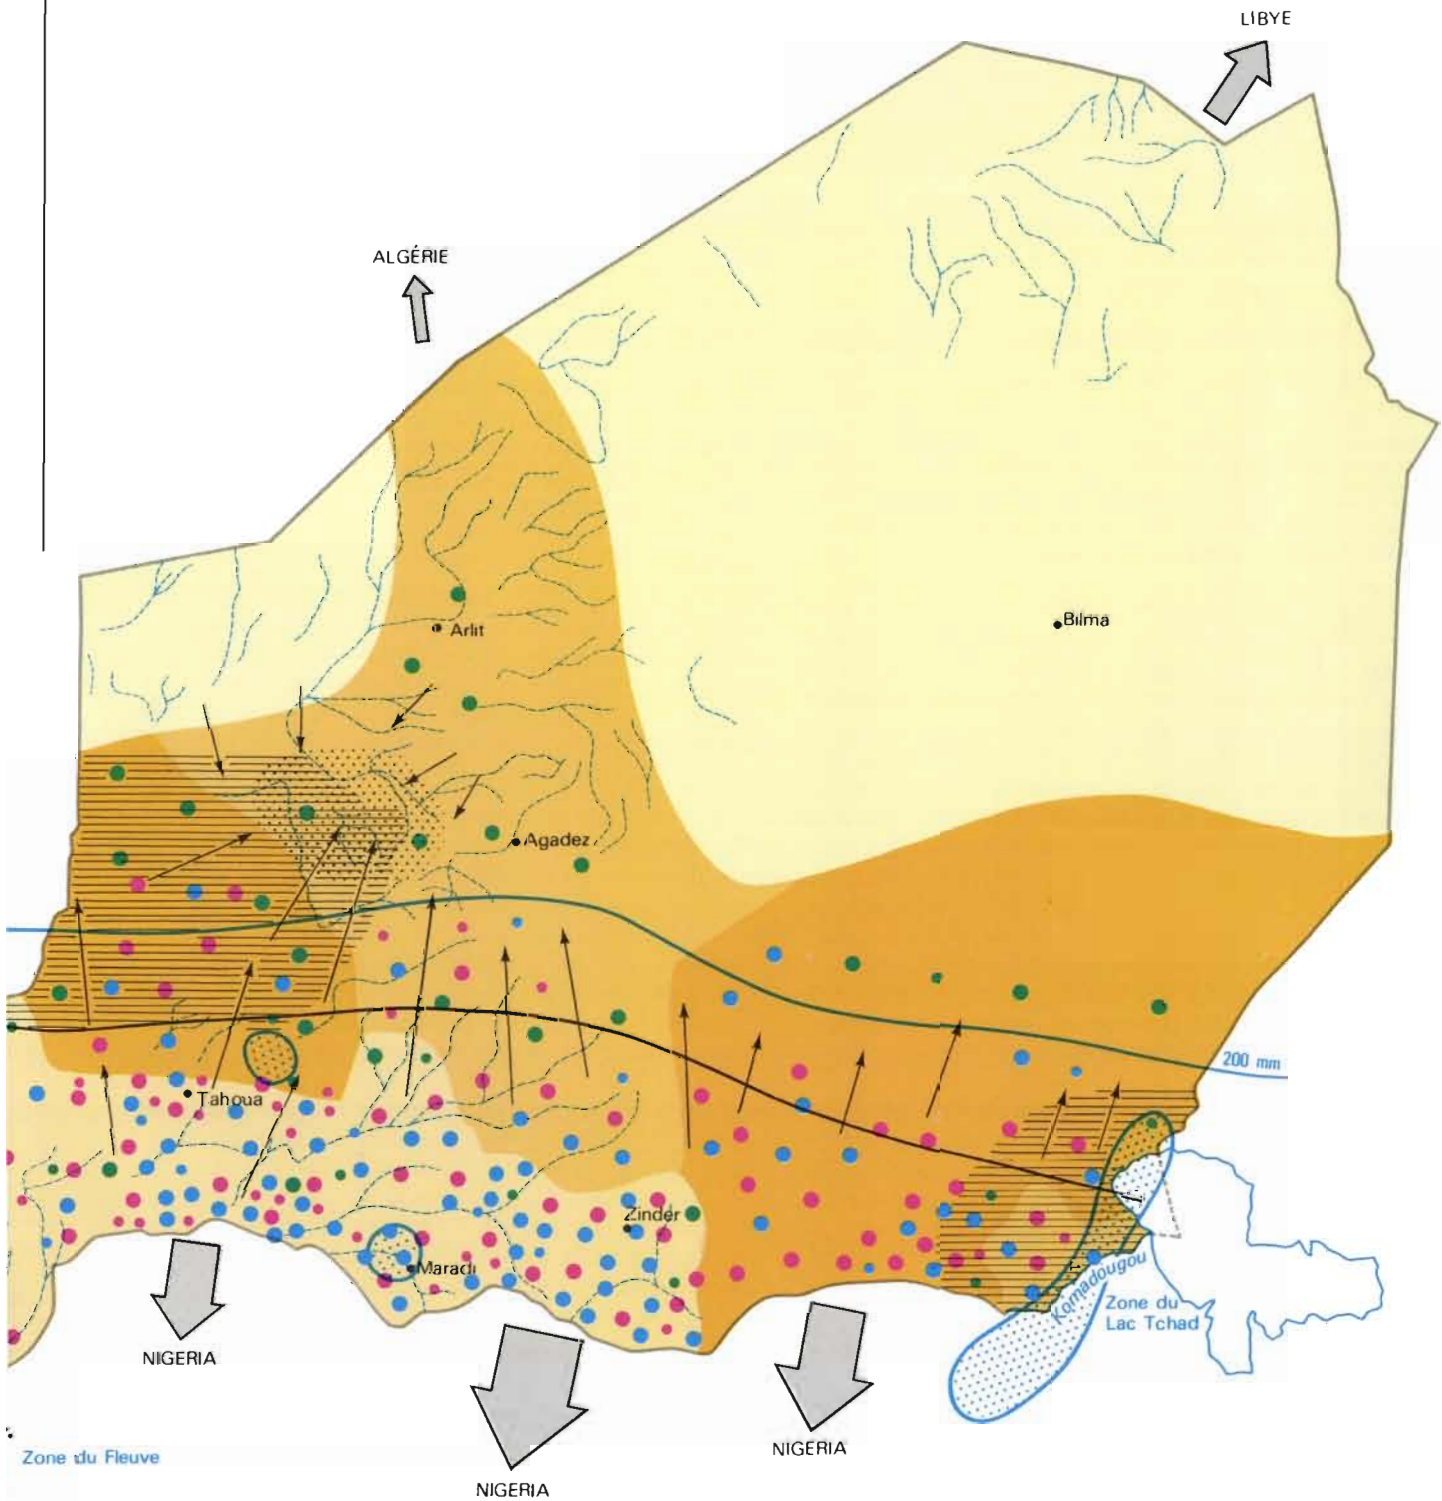 LIBYE
ALGÉRIE
Arlit
Bilma
Agadez
200 mm
Tahoua
Zinder
Maradi
Komadougou
Zone du
Lac Tchad
NIGERIA
NIGERIA
NIGERIA
Zone du Fleuve